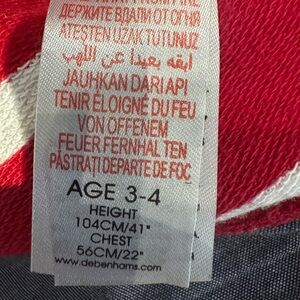 ДЕРЖИТЕ ВДАЛИ ОТ ОГНЯ
ATEŞTEN UZAK TUTUNUZ
ابقه بعيدا عن اللهب
JAUHKAN DARI API
TENIR ÉLOIGNÉ DU FEU
VON OFFENEM
FEUER FERNHALTEN
PĂSTRAȚI DEPARTE DE FOC
AGE 3-4
HEIGHT
104CM/41"
CHEST
56CM/22"
www.debenhams.com